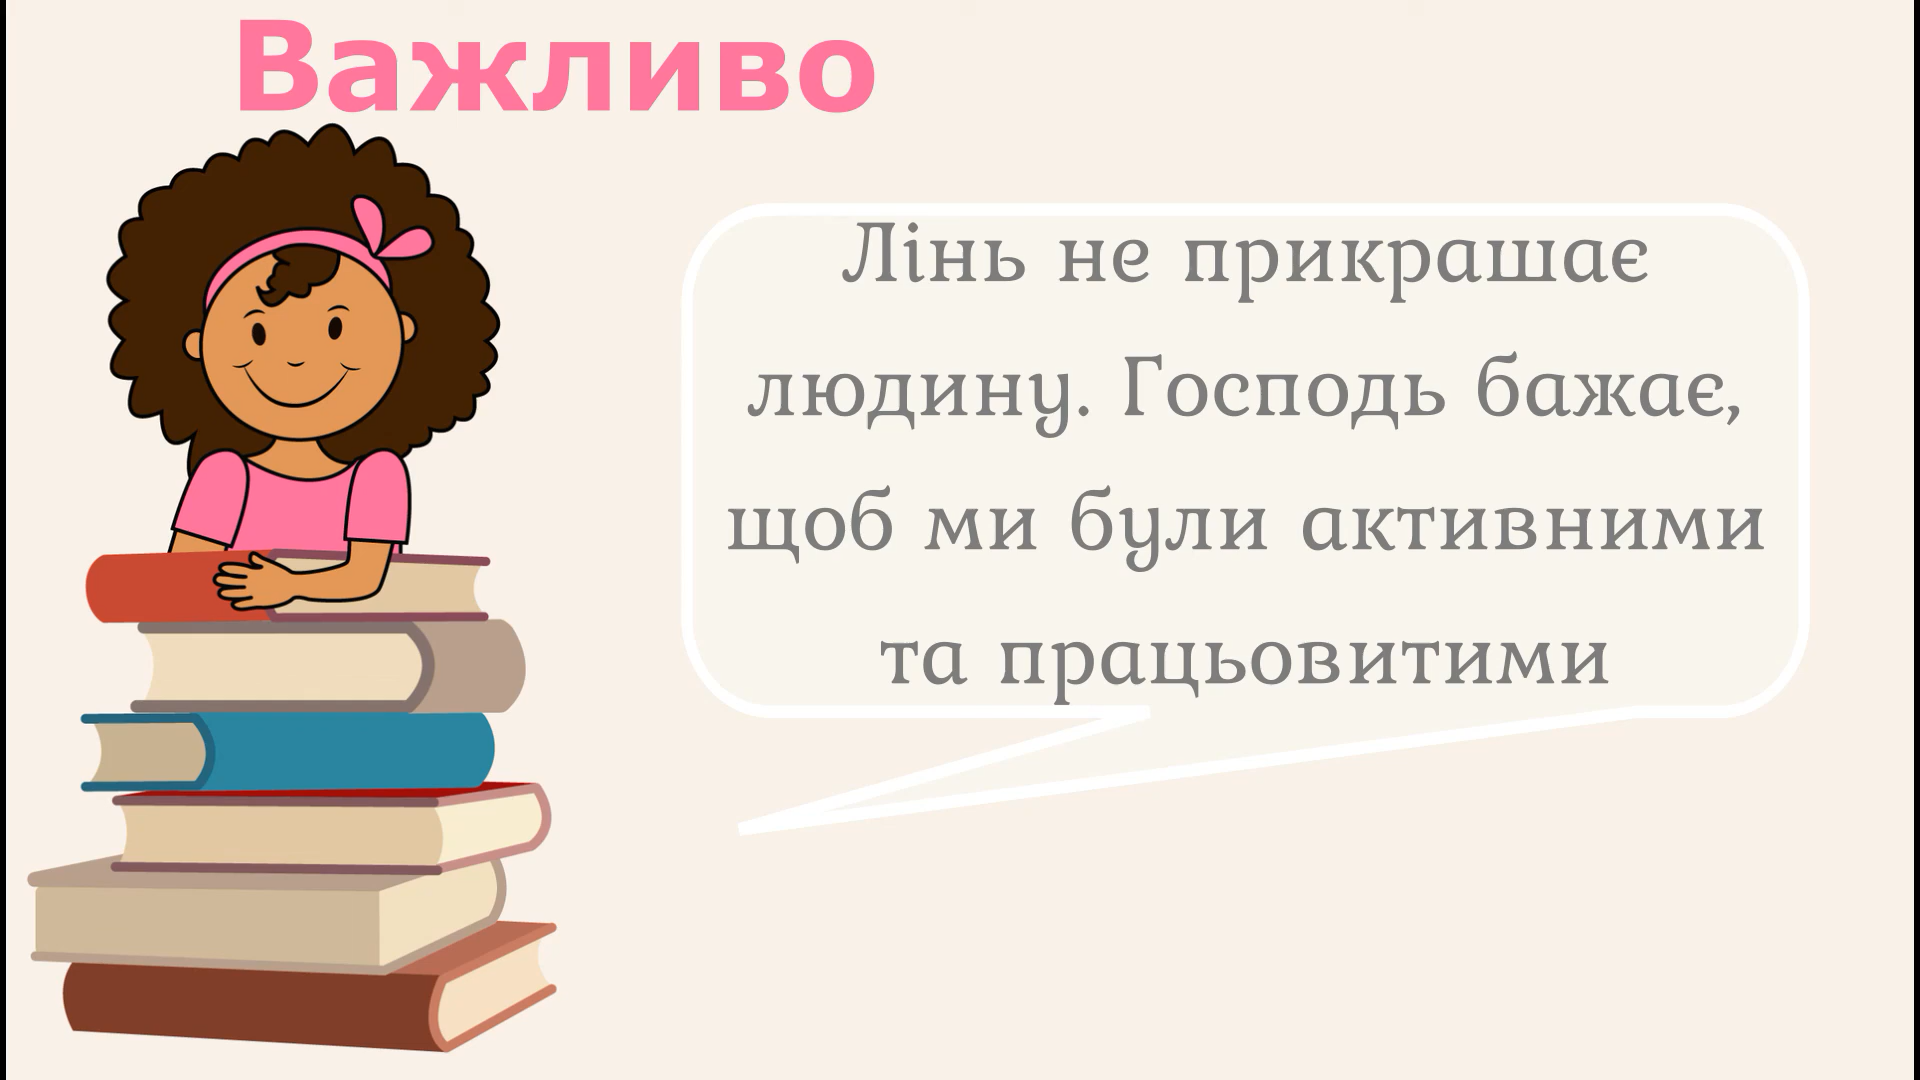 Важливо
Лінь не прикрашає
людину. Господь бажає,
щоб ми були активними
та працьовитими